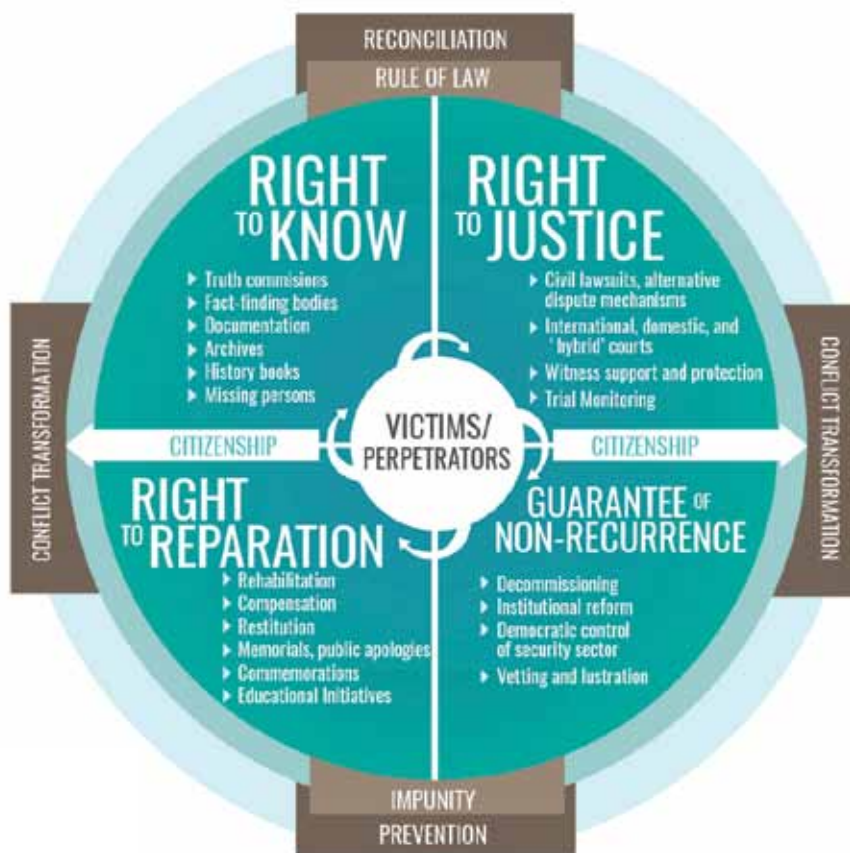 RECONCILIATION
RULE OF LAW
RIGHT
TO KNOW
▶ Truth commisions
▶ Fact-finding bodies
▶ Documentation
▶ Archives
▶ History books
▶ Missing persons
RIGHT
TO JUSTICE
▶ Civil lawsuits, alternative
dispute mechanisms
▶ International, domestic, and
‘hybrid’ courts
▶ Witness support and protection
▶ Trial Monitoring
CONFLICT TRANSFORMATION
CITIZENSHIP
VICTIMS/
PERPETRATORS
CITIZENSHIP
CONFLICT TRANSFORMATION
RIGHT
TO REPARATION
▶ Rehabilitation
▶ Compensation
▶ Restitution
▶ Memorials, public apologies
▶ Commemorations
▶ Educational Initiatives
GUARANTEE OF
NON-RECURRENCE
▶ Decommissioning
▶ Institutional reform
▶ Democratic control
of security sector
▶ Vetting and lustration
IMPUNITY
PREVENTION